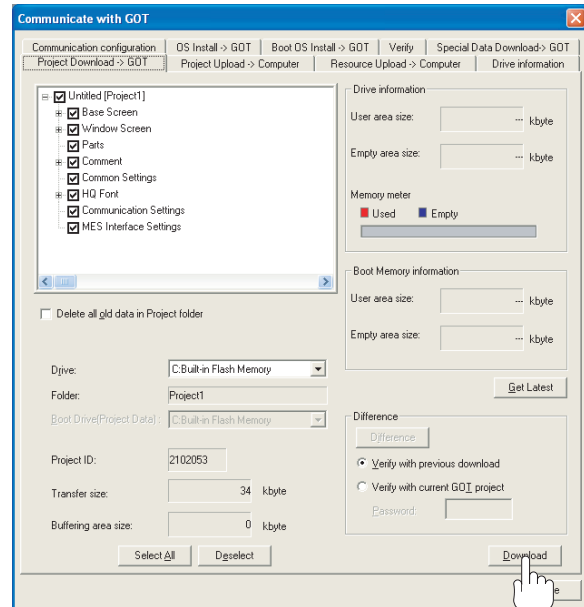 Communicate with GOT
Communication configuration OS Install -> GOT Boot OS Install -> GOT Verify Special Data Download-> GOT
Project Download -> GOT Project Upload -> Computer Resource Upload -> Computer Drive information
Untitled [Project1]
Base Screen
Window Screen
Parts
Comment
Common Settings
HQ Font
Communication Settings
MES Interface Settings
Delete all old data in Project folder
Drive: C:Built-in Flash Memory
Folder: Project1
Boot Drive(Project Data) : C:Built-in Flash Memory
Project ID: 2102053
Transfer size: 34 kbyte
Buffering area size: 0 kbyte
Select All Deselect
Drive information
User area size: --- kbyte
Empty area size: --- kbyte
Memory meter
Used Empty
Boot Memory information
User area size: --- kbyte
Empty area size: --- kbyte
Get Latest
Difference
Difference
Verify with previous download
Verify with current GOT project
Password:
Download